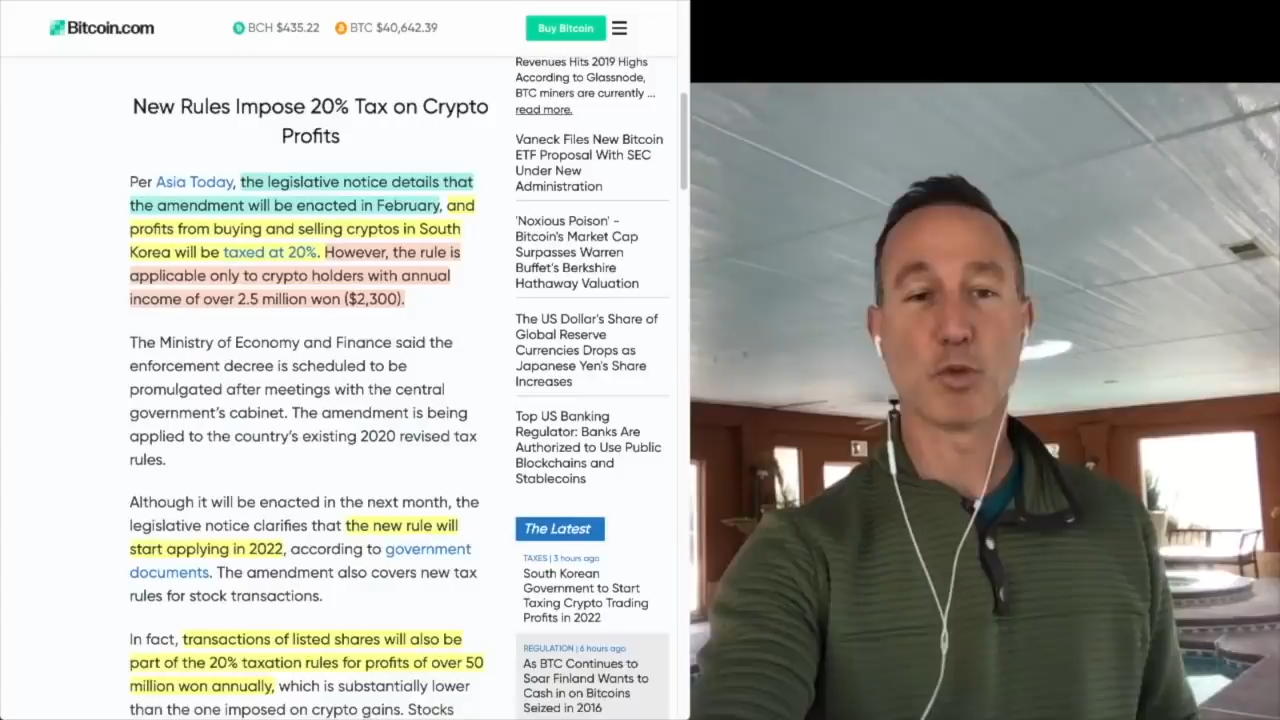 Bitcoin.com
BCH $435.22
BTC $40,642.39
Buy Bitcoin
New Rules Impose 20% Tax on Crypto
Profits
Per Asia Today, the legislative notice details that
the amendment will be enacted in February, and
profits from buying and selling cryptos in South
Korea will be taxed at 20%. However, the rule is
applicable only to crypto holders with annual
income of over 2.5 million won ($2,300).
The Ministry of Economy and Finance said the
enforcement decree is scheduled to be
promulgated after meetings with the central
government's cabinet. The amendment is being
applied to the country's existing 2020 revised tax
rules.
Although it will be enacted in the next month, the
legislative notice clarifies that the new rule will
start applying in 2022, according to government
documents. The amendment also covers new tax
rules for stock transactions.
In fact, transactions of listed shares will also be
part of the 20% taxation rules for profits of over 50
million won annually, which is substantially lower
than the one imposed on crypto gains. Stocks
Revenues Hits 2019 Highs
According to Glassnode,
BTC miners are currently ...
read more.
Vaneck Files New Bitcoin
ETF Proposal With SEC
Under New
Administration
'Noxious Poison' -
Bitcoin's Market Cap
Surpasses Warren
Buffet's Berkshire
Hathaway Valuation
The US Dollar's Share of
Global Reserve
Currencies Drops as
Japanese Yen's Share
Increases
Top US Banking
Regulator: Banks Are
Authorized to Use Public
Blockchains and
Stablecoins
The Latest
TAXES | 3 hours ago
South Korean
Government to Start
Taxing Crypto Trading
Profits in 2022
REGULATION | 6 hours ago
As BTC Continues to
Soar Finland Wants to
Cash in on Bitcoins
Seized in 2016